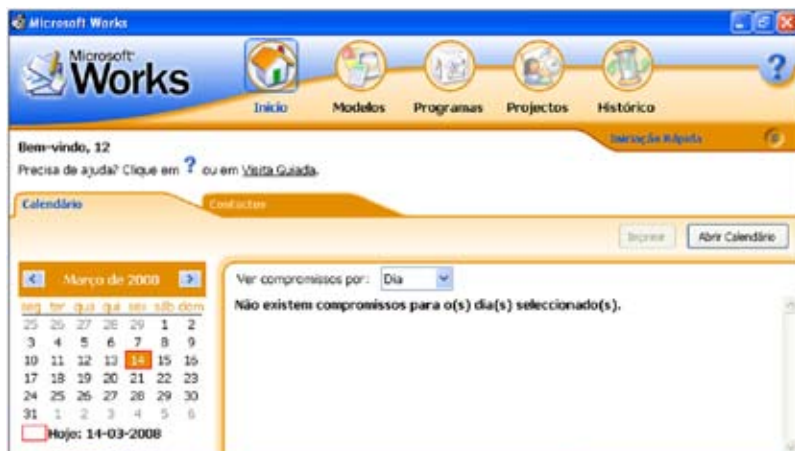 Microsoft Works
Microsoft
Works
Início Modelos Programas Projectos Histórico
?
Iniciação Rápida
Bem-vindo, 12
Precisa de ajuda? Clique em ? ou em Visita Guiada.
Calendário Contactos
Imprimir Abrir Calendário
Março de 2008
seg ter qua qui sex sáb dom
25 26 27 28 29 1 2
3 4 5 6 7 8 9
10 11 12 13 14 15 16
17 18 19 20 21 22 23
24 25 26 27 28 29 30
31 1 2 3 4 5 6
Hoje: 14-03-2008
Ver compromissos por: Dia
Não existem compromissos para o(s) dia(s) seleccionado(s).